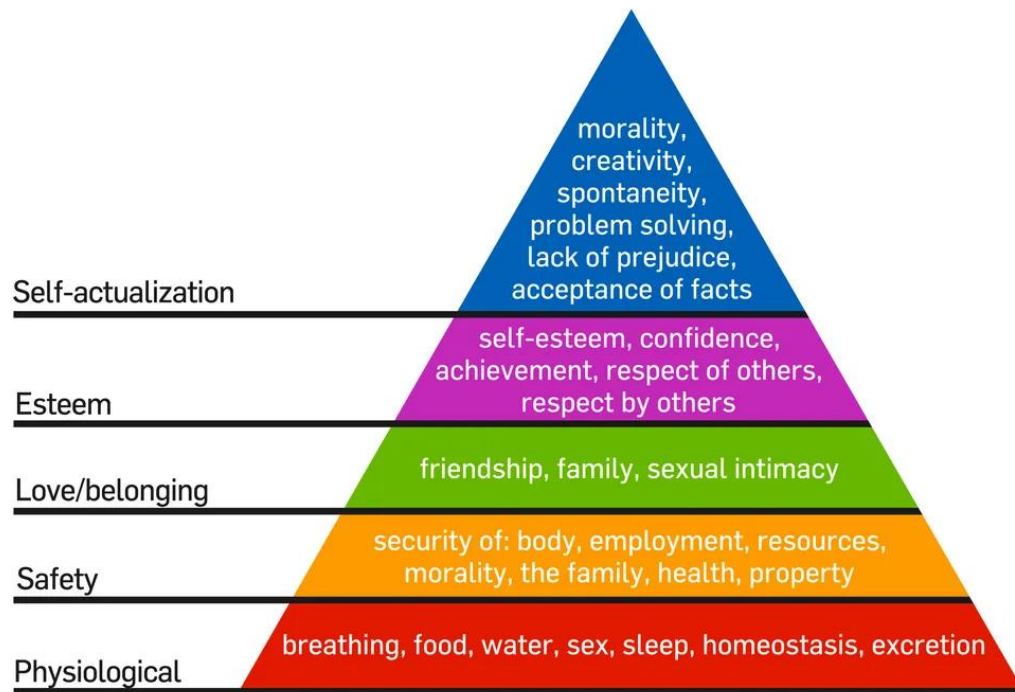 morality,
creativity,
spontaneity,
problem solving,
lack of prejudice,
acceptance of facts
Self-actualization
self-esteem, confidence,
achievement, respect of others,
respect by others
Esteem
friendship, family, sexual intimacy
Love/belonging
security of: body, employment, resources,
morality, the family, health, property
Safety
breathing, food, water, sex, sleep, homeostasis, excretion
Physiological